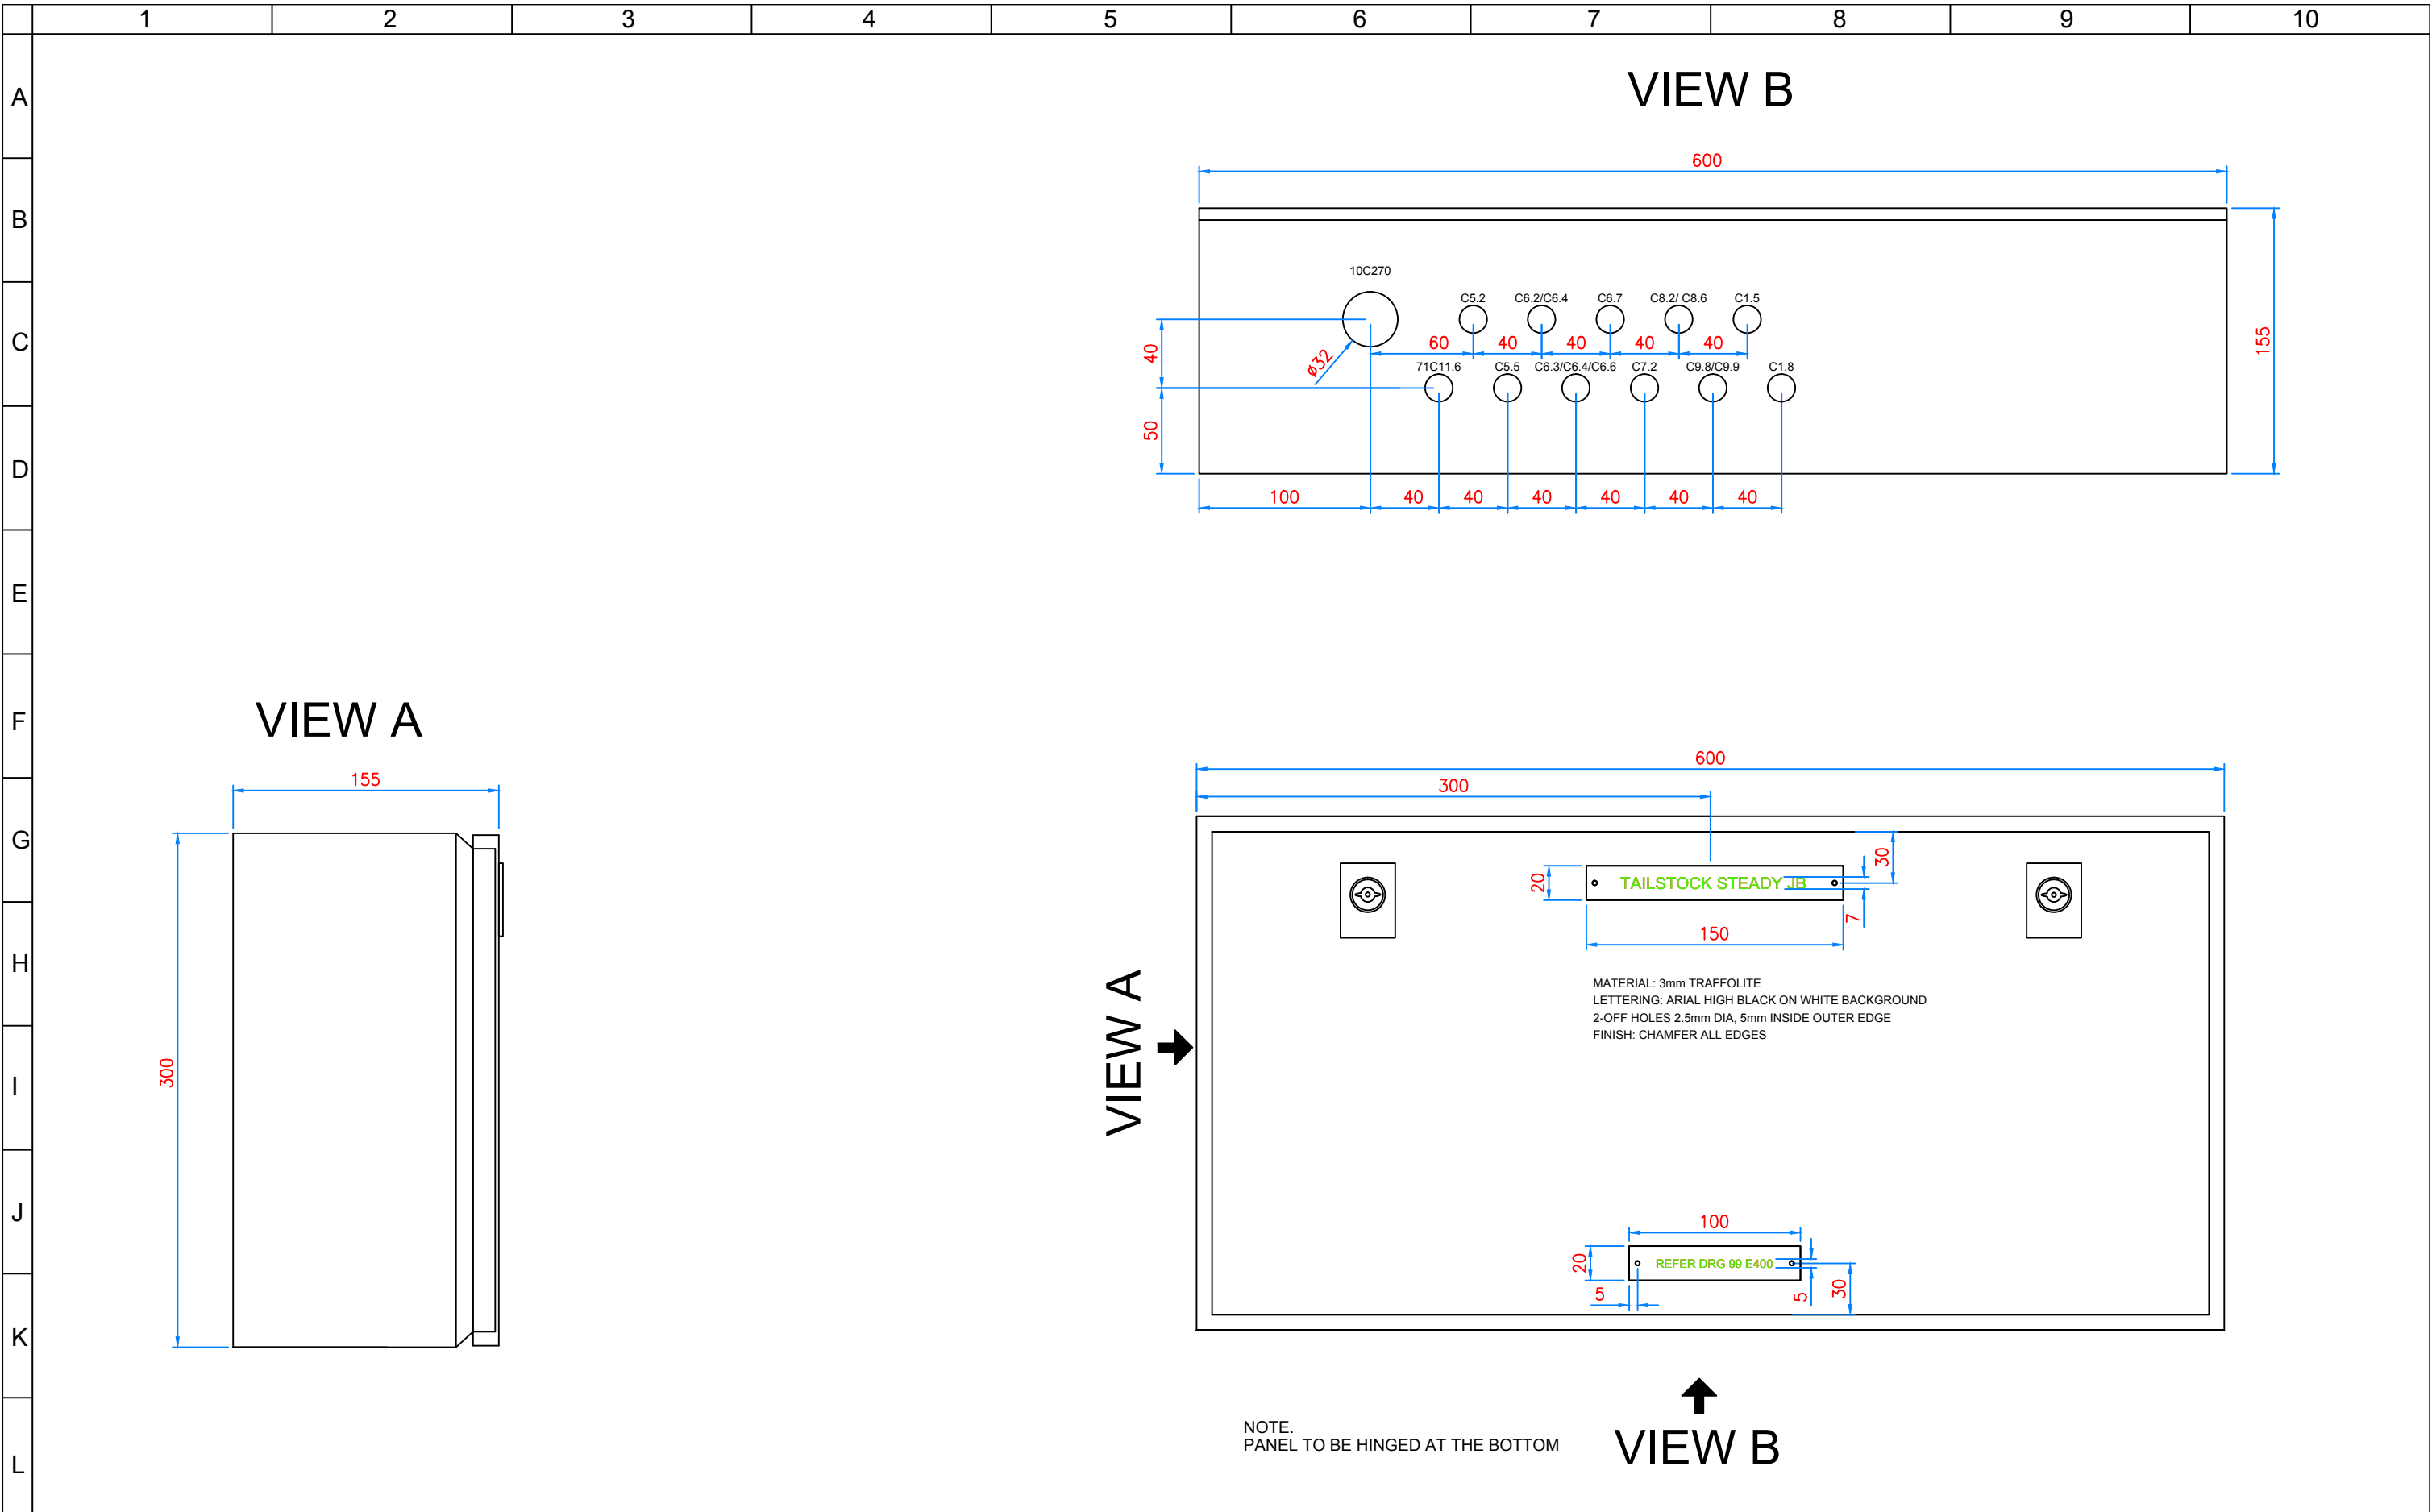 1 2 3 4 5 6 7 8 9 10
A
B
C
D
E
F
G
H
I
J
K
L
VIEW B
600
10C270
C5.2 C6.2/C6.4 C6.7 C8.2/ C8.6 C1.5
60 40 40 40 40
ø32
40
155
71C11.6 C5.5 C6.3/C6.4/C6.6 C7.2 C9.8/C9.9 C1.8
50
100 40 40 40 40 40 40
VIEW A
155
300
600
300
30
20
TAILSTOCK STEADY JB
7
150
MATERIAL: 3mm TRAFFOLITE
LETTERING: ARIAL HIGH BLACK ON WHITE BACKGROUND
2-OFF HOLES 2.5mm DIA, 5mm INSIDE OUTER EDGE
FINISH: CHAMFER ALL EDGES
VIEW A
100
20
REFER DRG 99 E400
5
5
30
NOTE.
PANEL TO BE HINGED AT THE BOTTOM
VIEW B